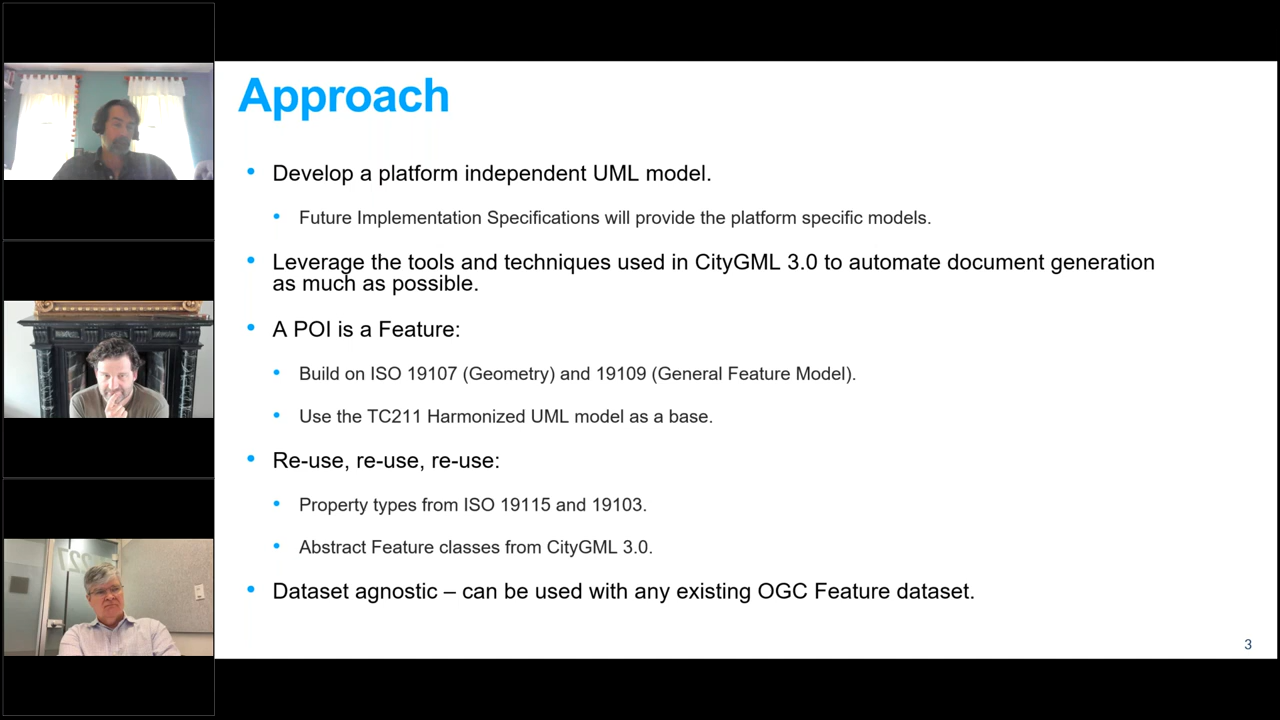 Approach
Develop a platform independent UML model.
Future Implementation Specifications will provide the platform specific models.
Leverage the tools and techniques used in CityGML 3.0 to automate document generation
as much as possible.
A POI is a Feature:
Build on ISO 19107 (Geometry) and 19109 (General Feature Model).
Use the TC211 Harmonized UML model as a base.
Re-use, re-use, re-use:
Property types from ISO 19115 and 19103.
Abstract Feature classes from CityGML 3.0.
Dataset agnostic – can be used with any existing OGC Feature dataset.
3